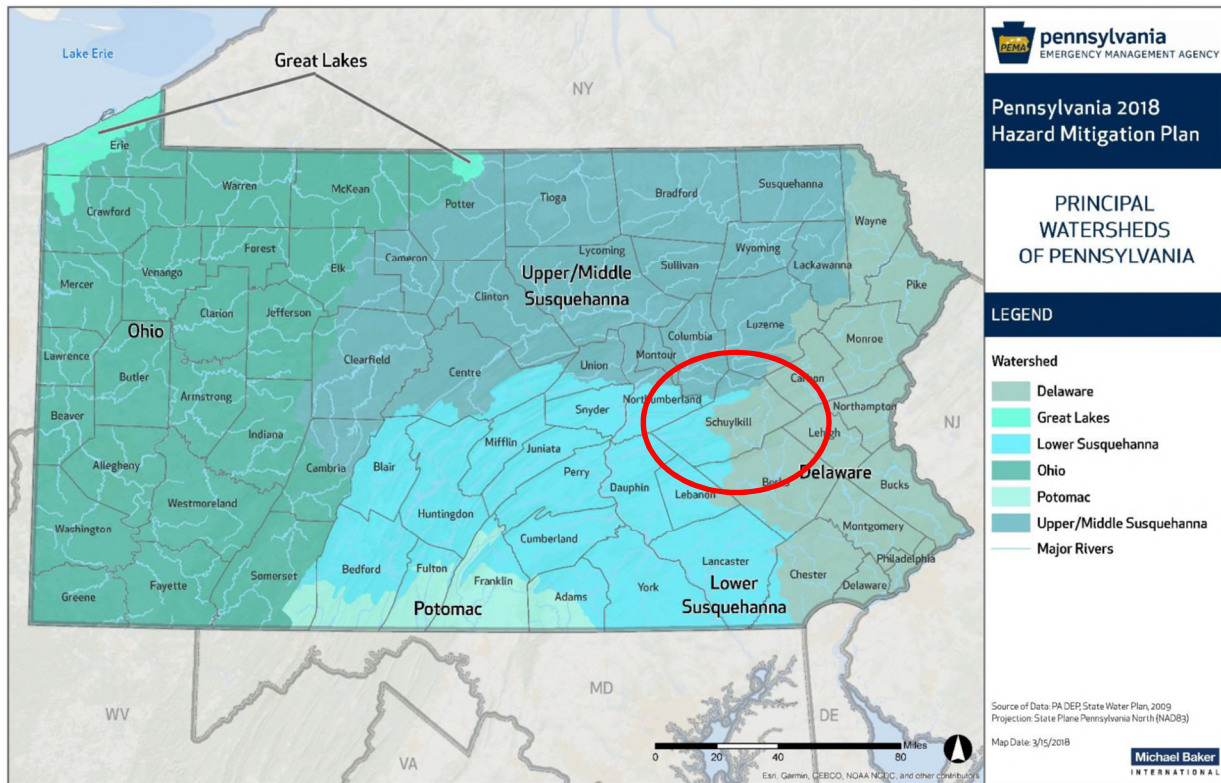 Lake Erie
Great Lakes
NY
Erie
Warren
McKean
Potter
Tioga
Bradford
Susquehanna
Crawford
Wayne
Forest
Elk
Cameron
Lycoming
Wyoming
Sullivan
Lackawanna
Upper/Middle
Susquehanna
Mercer
Venango
Clinton
Pike
Clarion
Jefferson
Columbia
Luzerne
Ohio
Monroe
Lawrence
Clearfield
Centre
Union
Montour
Butler
Carbon
Armstrong
Northumberland
Northampton
Beaver
Snyder
Schuylkill
NJ
Indiana
Mifflin
Juniata
Lehigh
Allegheny
Cambria
Blair
Perry
Dauphin
Berks
Delaware
Lebanon
Bucks
Westmoreland
Huntingdon
Washington
Cumberland
Montgomery
Lancaster
Philadelphia
Somerset
Bedford
Fulton
Franklin
York
Lower
Susquehanna
Chester
Delaware
Greene
Fayette
Potomac
Adams
WV
MD
DE
VA
0
20
40
80
Miles
Esri, Garmin, GEBCO, NOAA NGDC, and other contributors
PEMA
pennsylvania
EMERGENCY MANAGEMENT AGENCY
Pennsylvania 2018
Hazard Mitigation Plan
PRINCIPAL
WATERSHEDS
OF PENNSYLVANIA
LEGEND
Watershed
Delaware
Great Lakes
Lower Susquehanna
Ohio
Potomac
Upper/Middle Susquehanna
Major Rivers
Source of Data: PA DEP, State Water Plan, 2009
Projection: State Plane Pennsylvania North (NAD83)
Map Date: 3/15/2018
Michael Baker
INTERNATIONAL